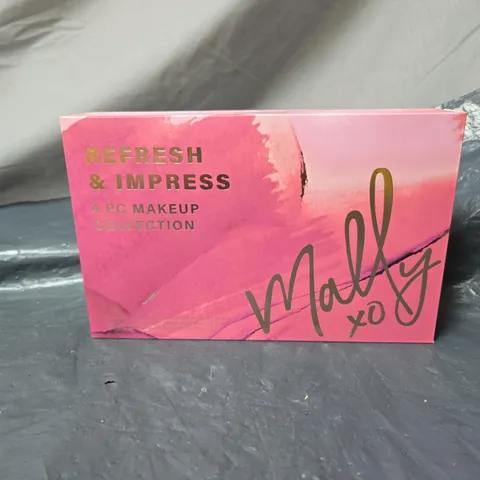 REFRESH
& IMPRESS
4 PC MAKEUP
COLLECTION
Mally
xo